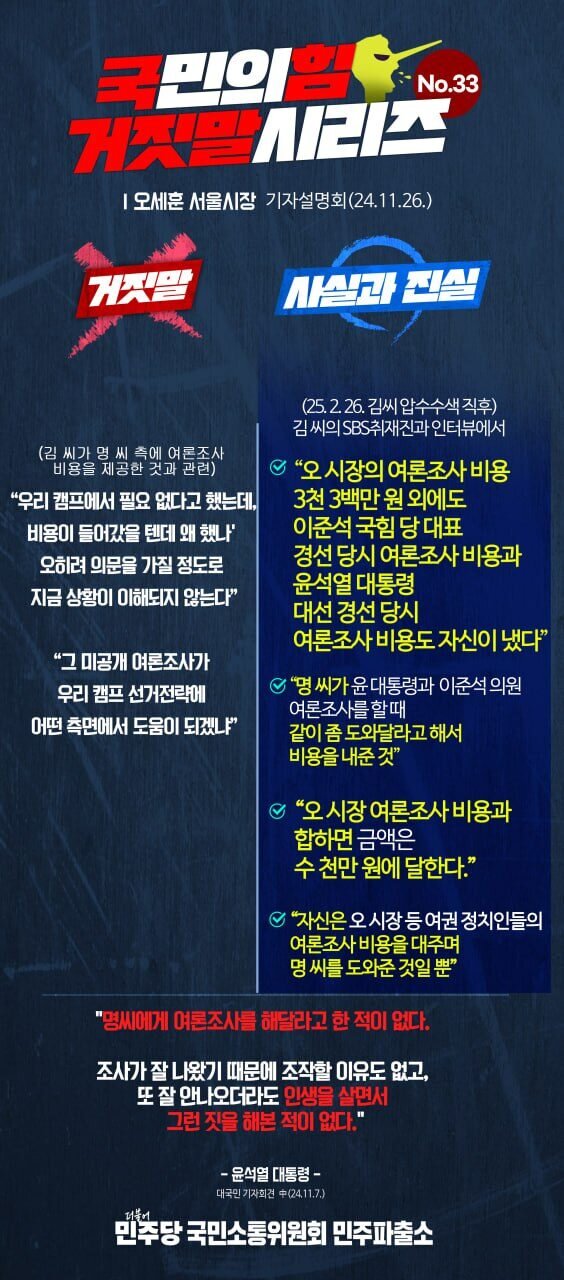 국민의힘
거짓말시리즈
No.33
I 오세훈 서울시장 기자설명회(24.11.26.)
거짓말
(김 씨가 명 씨 측에 여론조사
비용을 제공한 것과 관련)
“우리 캠프에서 필요 없다고 했는데,
비용이 들어갔을 텐데 왜 했나'
오히려 의문을 가질 정도로
지금 상황이 이해되지 않는다”
“그 미공개 여론조사가
우리 캠프 선거전략에
어떤 측면에서 도움이 되겠냐”
사실과 진실
(25. 2. 26. 김씨 압수수색 직후)
김 씨의 SBS취재진과 인터뷰에서
“오 시장의 여론조사 비용
3천 3백만 원 외에도
이준석 국힘 당 대표
경선 당시 여론조사 비용과
윤석열 대통령
대선 경선 당시
여론조사 비용도 자신이 냈다”
“명 씨가 윤 대통령과 이준석 의원
여론조사를 할 때
같이 좀 도와달라고 해서
비용을 내준 것”
“오 시장 여론조사 비용과
합하면 금액은
수 천만 원에 달한다.”
“자신은 오 시장 등 여권 정치인들의
여론조사 비용을 대주며
명 씨를 도와준 것일 뿐”
"명씨에게 여론조사를 해달라고 한 적이 없다.
조사가 잘 나왔기 때문에 조작할 이유도 없고,
또 잘 안나오더라도 인생을 살면서
그런 짓을 해본 적이 없다."
- 윤석열 대통령 -
대국민 기자회견 中(24.11.7.)
더불어
민주당 국민소통위원회 민주파출소